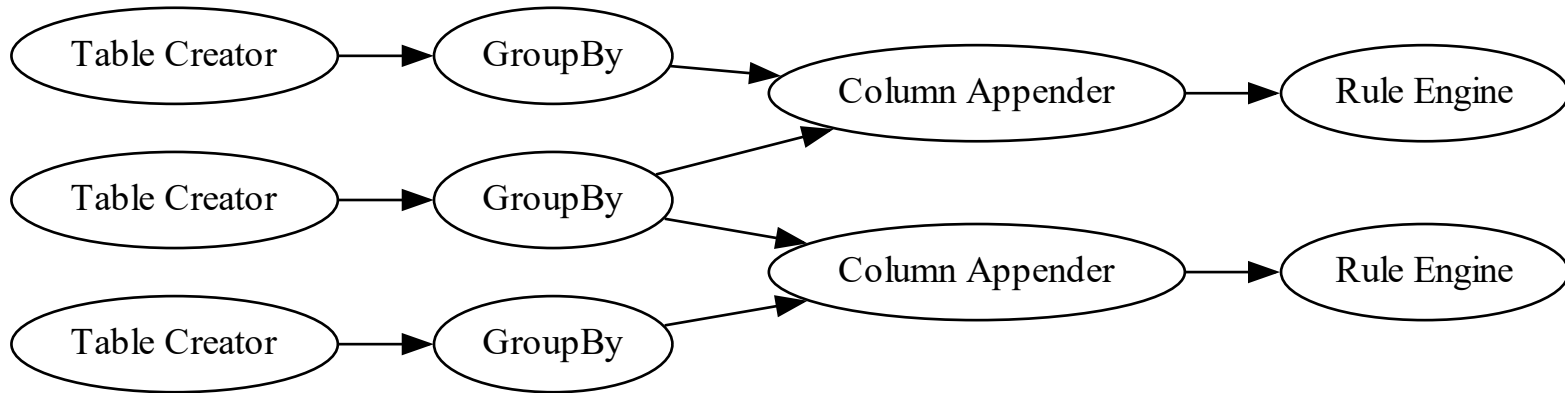 Table Creator
GroupBy
Column Appender
Rule Engine
Table Creator
GroupBy
Column Appender
Rule Engine
Table Creator
GroupBy